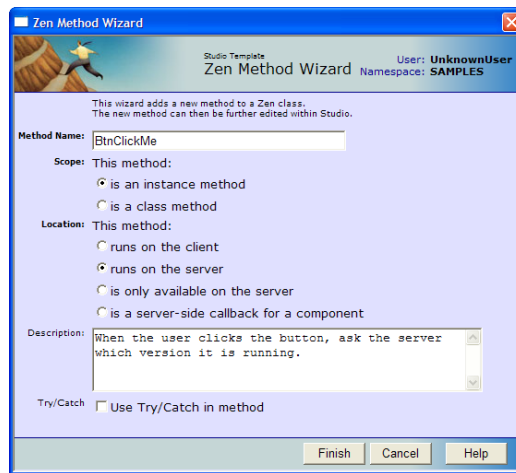 Zen Method Wizard
Studio Template
Zen Method Wizard
User: UnknownUser
Namespace: SAMPLES
This wizard adds a new method to a Zen class.
The new method can then be further edited within Studio.
Method Name: BtnClickMe
Scope: This method:
is an instance method
is a class method
Location: This method:
runs on the client
runs on the server
is only available on the server
is a server-side callback for a component
Description: When the user clicks the button, ask the server
which version it is running.
Try/Catch Use Try/Catch in method
Finish Cancel Help